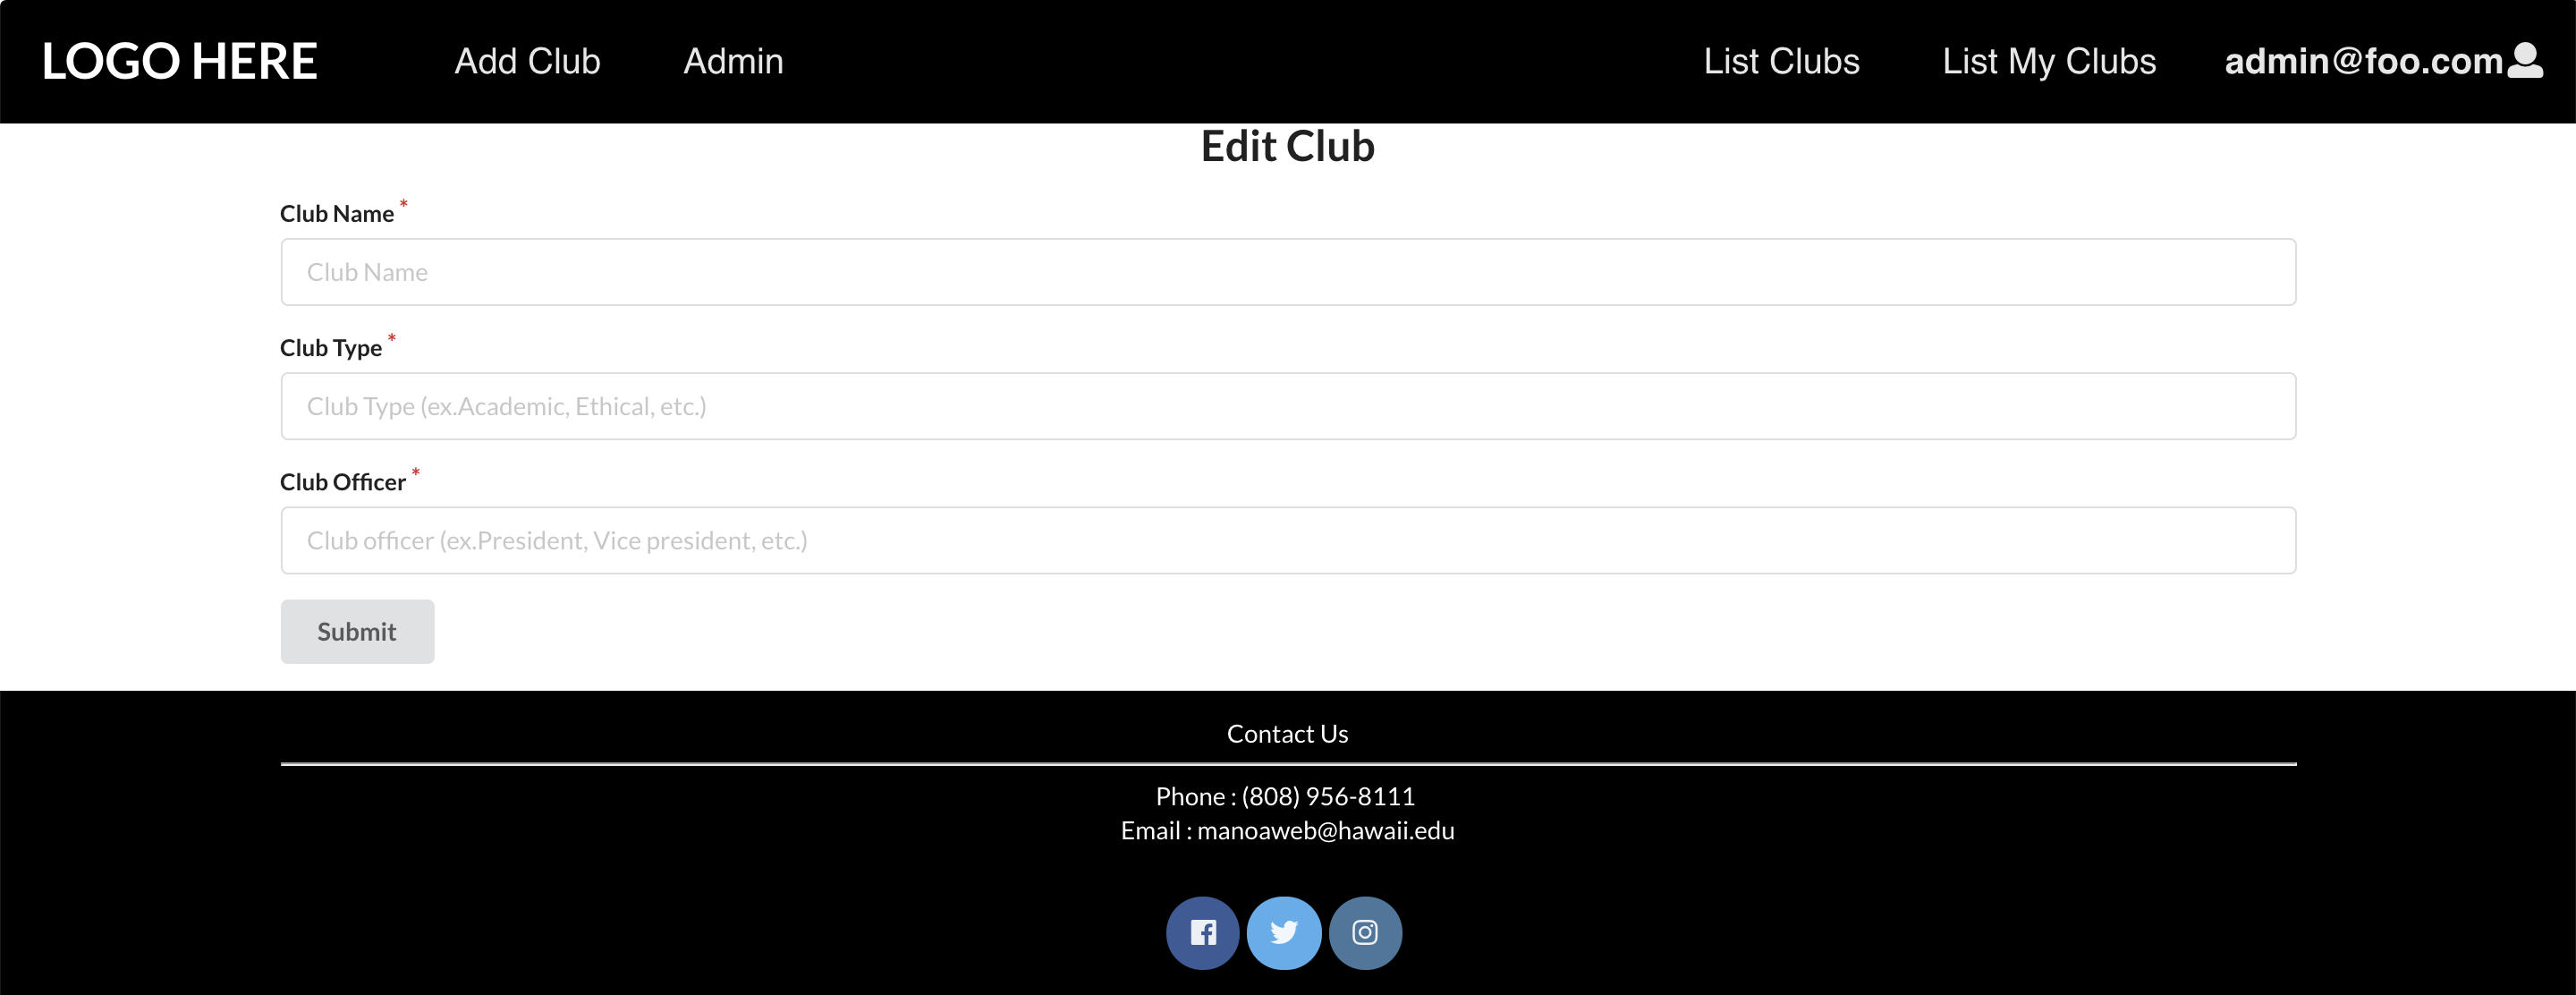 LOGO HERE Add Club Admin List Clubs List My Clubs admin@foo.com
Edit Club
Club Name *
Club Name
Club Type *
Club Type (ex.Academic, Ethical, etc.)
Club Officer *
Club officer (ex.President, Vice president, etc.)
Submit
Contact Us
Phone : (808) 956-8111
Email : manoaweb@hawaii.edu